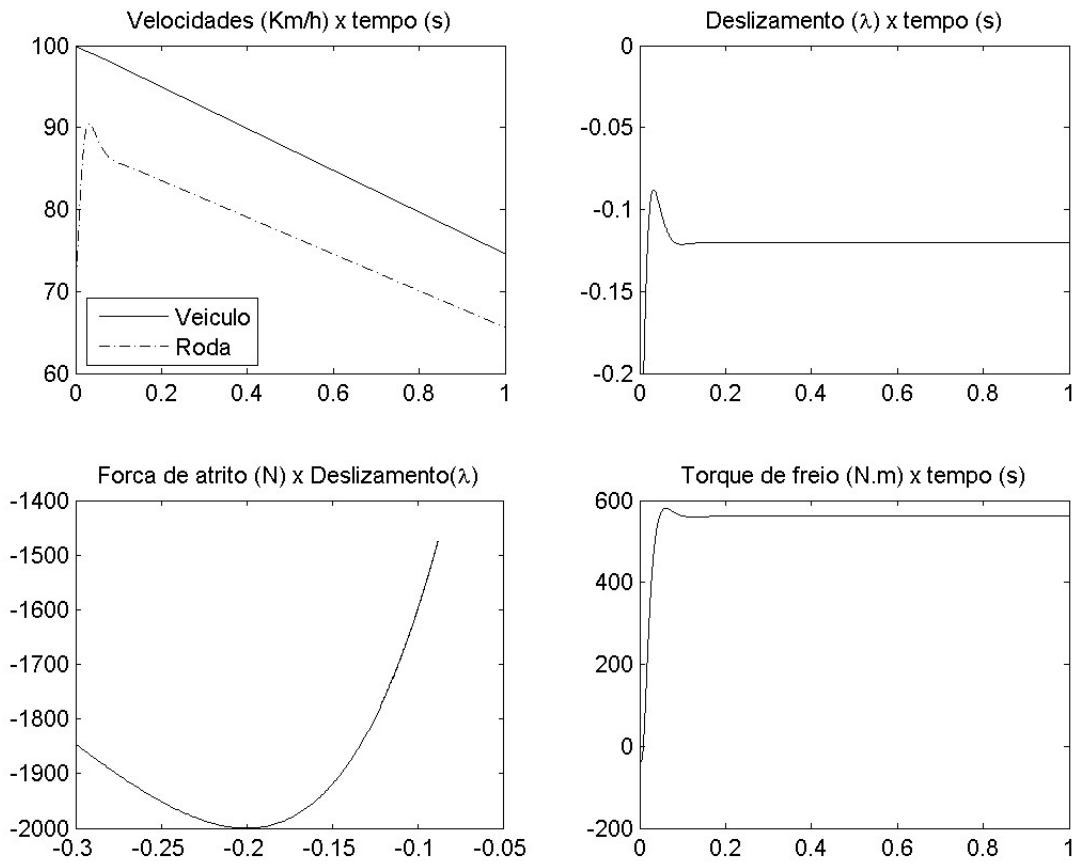 Velocidades (Km/h) x tempo (s)
100
90
80
70
60
0 0.2 0.4 0.6 0.8 1
Veiculo
Roda
Deslizamento (λ) x tempo (s)
0
-0.05
-0.1
-0.15
-0.2
0 0.2 0.4 0.6 0.8 1
Forca de atrito (N) x Deslizamento(λ)
-1400
-1500
-1600
-1700
-1800
-1900
-2000
-0.3 -0.25 -0.2 -0.15 -0.1 -0.05
Torque de freio (N.m) x tempo (s)
600
400
200
0
-200
0 0.2 0.4 0.6 0.8 1